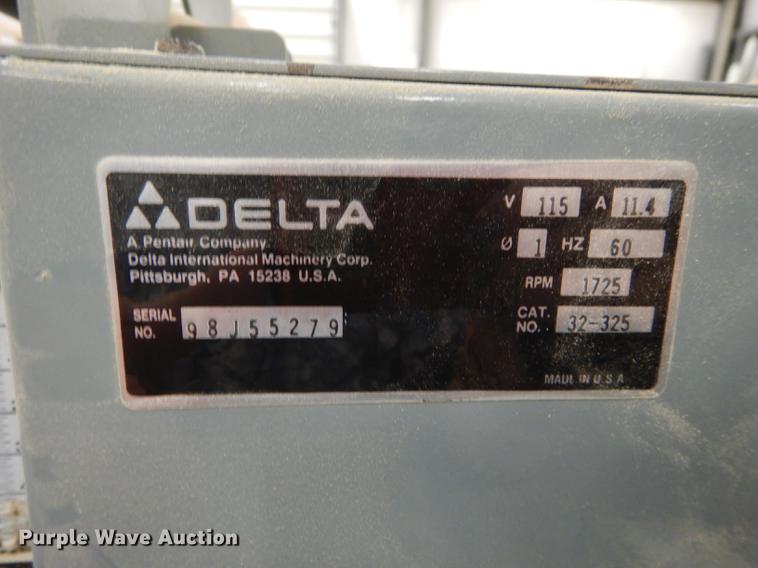 DELTA
A Pentair Company
Delta International Machinery Corp.
Pittsburgh, PA 15238 U.S.A.
SERIAL NO. 98J55279
V 115 A 11.4
Ø 1 HZ 60
RPM 1725
CAT. NO. 32-325
MADE IN U.S.A.
Purple Wave Auction